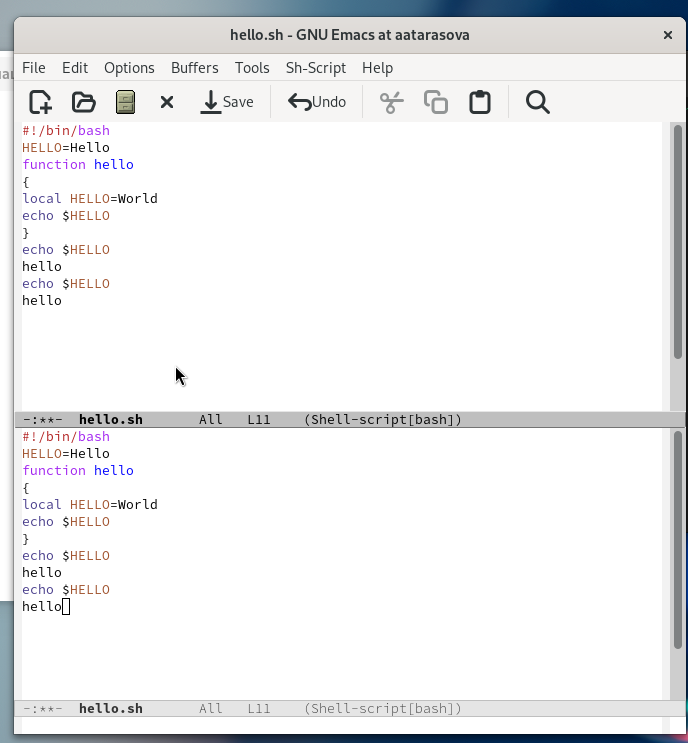 hello.sh - GNU Emacs at aatarasova
File Edit Options Buffers Tools Sh-Script Help
Save Undo
#!/bin/bash
HELLO=Hello
function hello
{
local HELLO=World
echo $HELLO
}
echo $HELLO
hello
echo $HELLO
hello
-:**- hello.sh All L11 (Shell-script[bash])
#!/bin/bash
HELLO=Hello
function hello
{
local HELLO=World
echo $HELLO
}
echo $HELLO
hello
echo $HELLO
hello
-:**- hello.sh All L11 (Shell-script[bash])